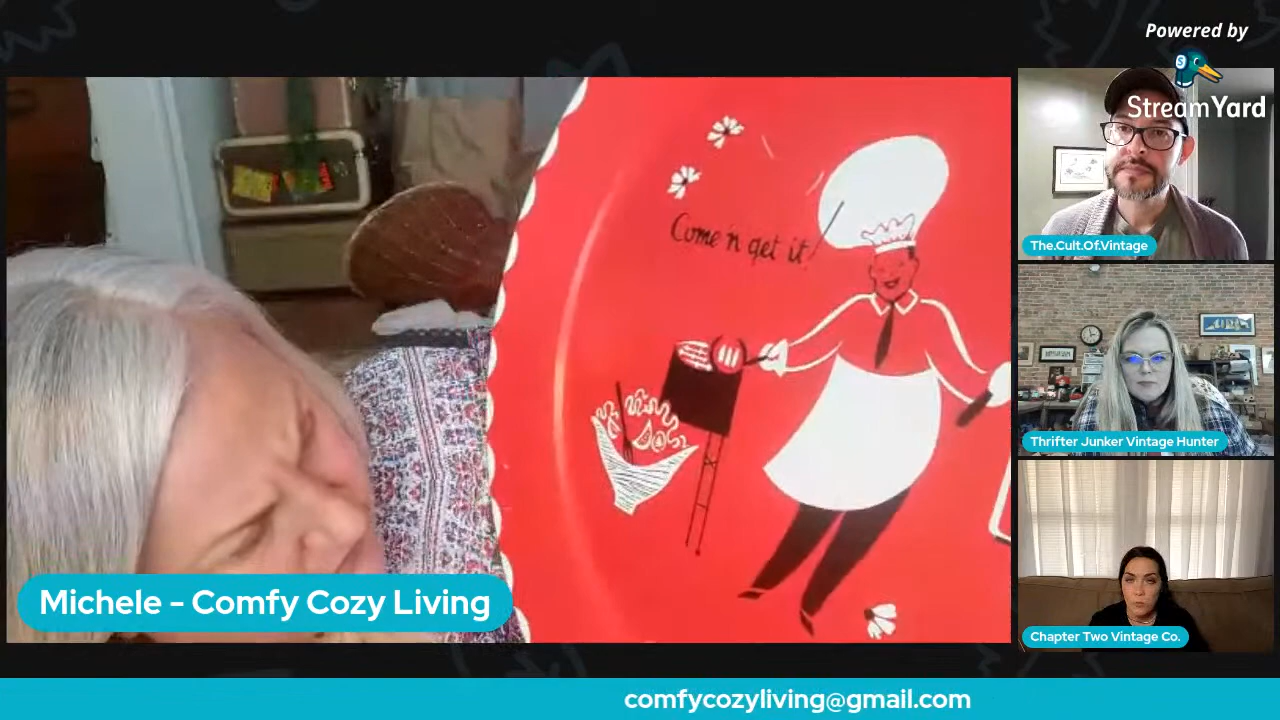 Powered by
StreamYard
Come n get it!
The.Cult.Of.Vintage
Thrifter Junker Vintage Hunter
Michele - Comfy Cozy Living
Chapter Two Vintage Co.
comfycozyliving@gmail.com